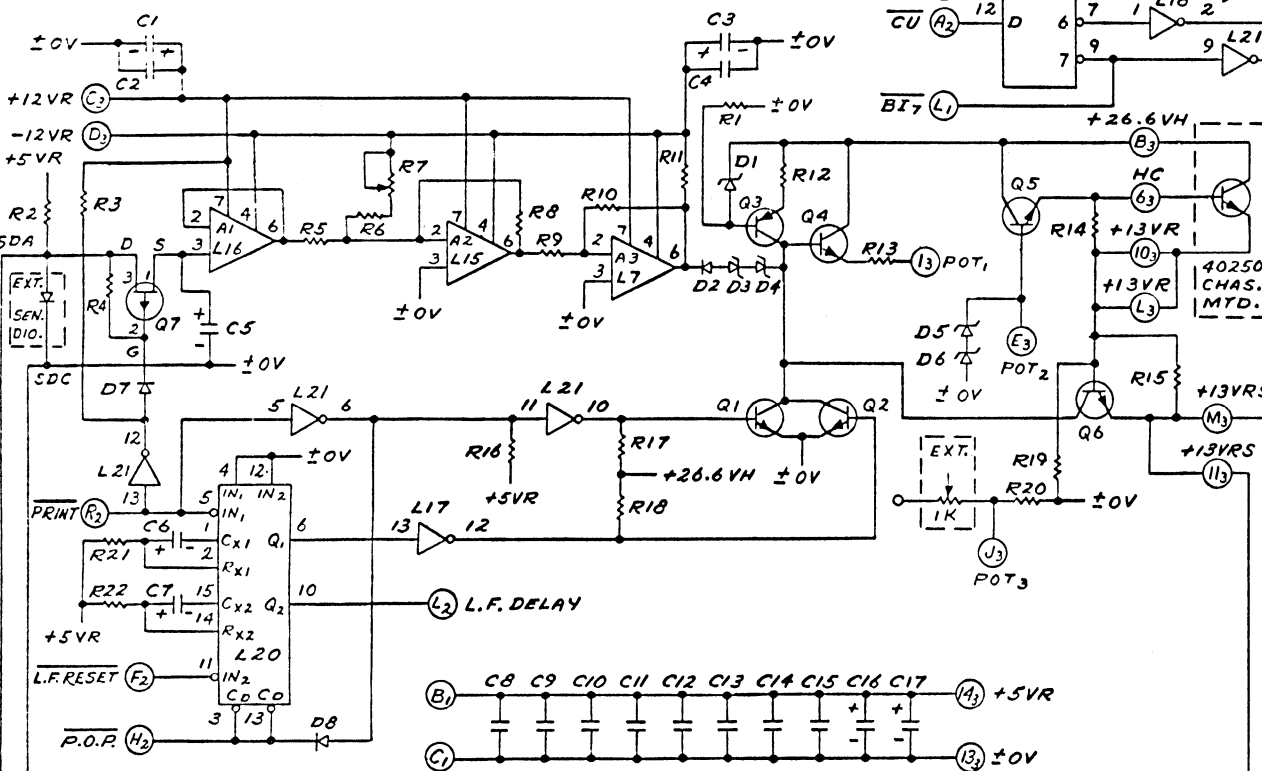 C1
± 0V
- +
C2
C3
+ -
± 0V
C4
C̅U̅ A2 12 D
6 7 1 L18 2
7 9 9 L21
B̅I̅7̅ L1
+12VR C3
-12VR D3
+5VR
R1 ± 0V
+26.6VH
B3
R2
R3
R7
R6
R11
R10
D1
R12
Q3
Q4
R13
I3 POT1
Q5
HC
63
R14
+13VR
103
+13VR
L3
40250
CHAS.
MTD.
SDA
D S
7 4
2 A1 6
3 L16
R5
7 4
2 A2 6
3 L15
± 0V
R8
R9
7 4
2 A3 6
3 L7
± 0V
D2 D3 D4
EXT.
SEN.
DIO.
R4
1
2
G
Q7
+ C5 -
± 0V
SDC
D7
D5
D6
± 0V
E3
POT2
R15
+13VRS
M3
Q6
+13VRS
113
12
L21
13
5 L21 6
11 L21 10
R16
+5VR
R17
+26.6VH
R18
Q1 Q2
± 0V
EXT.
1K
R19
R20
± 0V
J3
POT3
4 12 ± 0V
IN1 IN2
P̅R̅I̅N̅T̅ R2
5 IN1
C6
+ -
1 CX1
R21
2 RX1
Q1 6
13 L17 12
R22
C7
+ -
15 CX2
14 RX2
Q2 10
L2 L.F. DELAY
+5VR
L20
L̅.̅F̅.̅R̅E̅S̅E̅T̅ F2
11 IN2
CD CD
3 13
D8
P̅.̅O̅.̅P̅.̅ H2
B1 C8 C9 C10 C11 C12 C13 C14 C15 C16 C17 143 +5VR
+ +
- -
C1 133 ± 0V